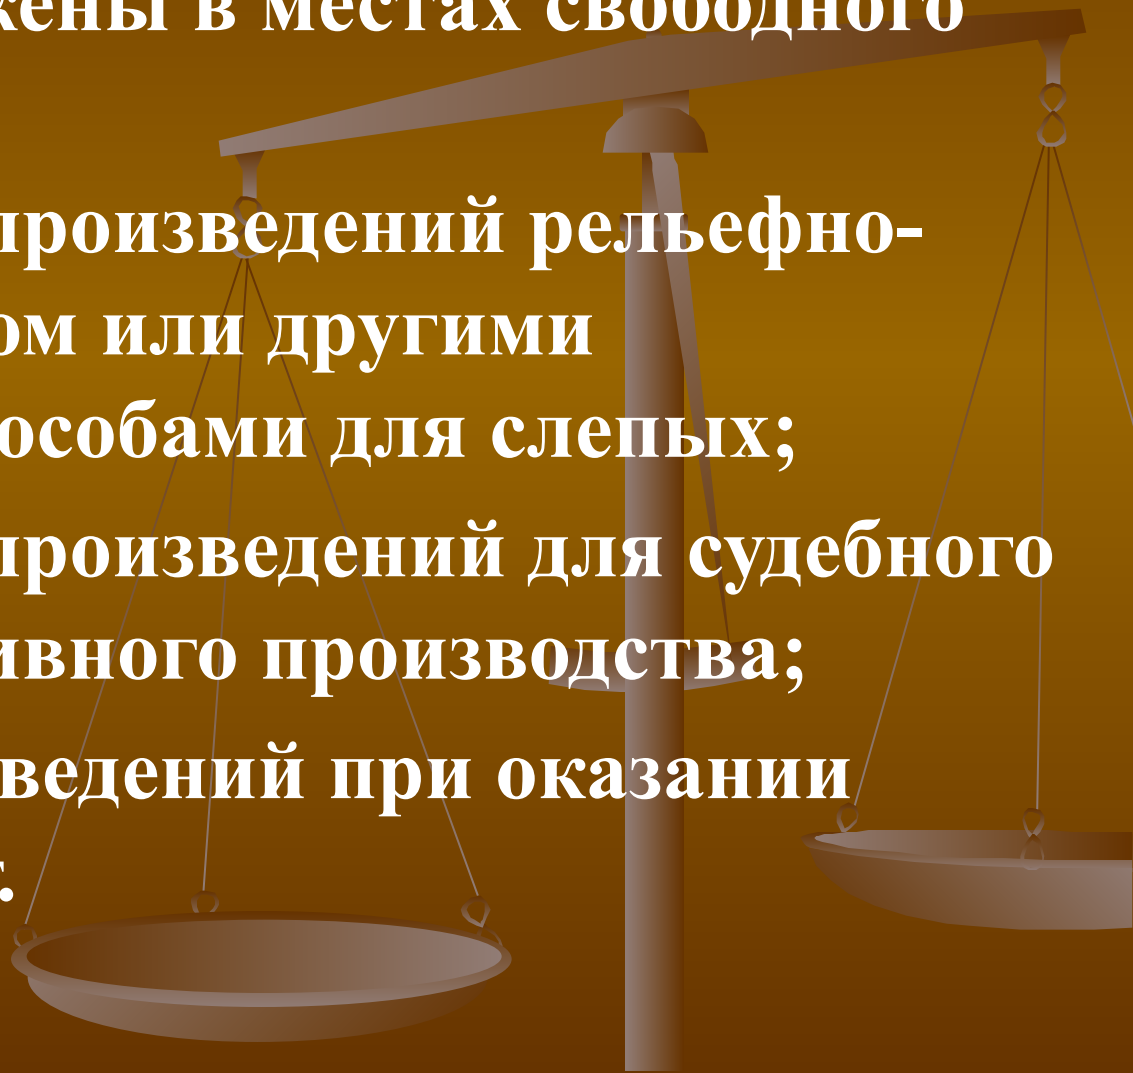 жены в местах свободного
произведений рельефно-
ом или другими
особами для слепых;
произведений для судебного
ивного производства;
ведений при оказании
.